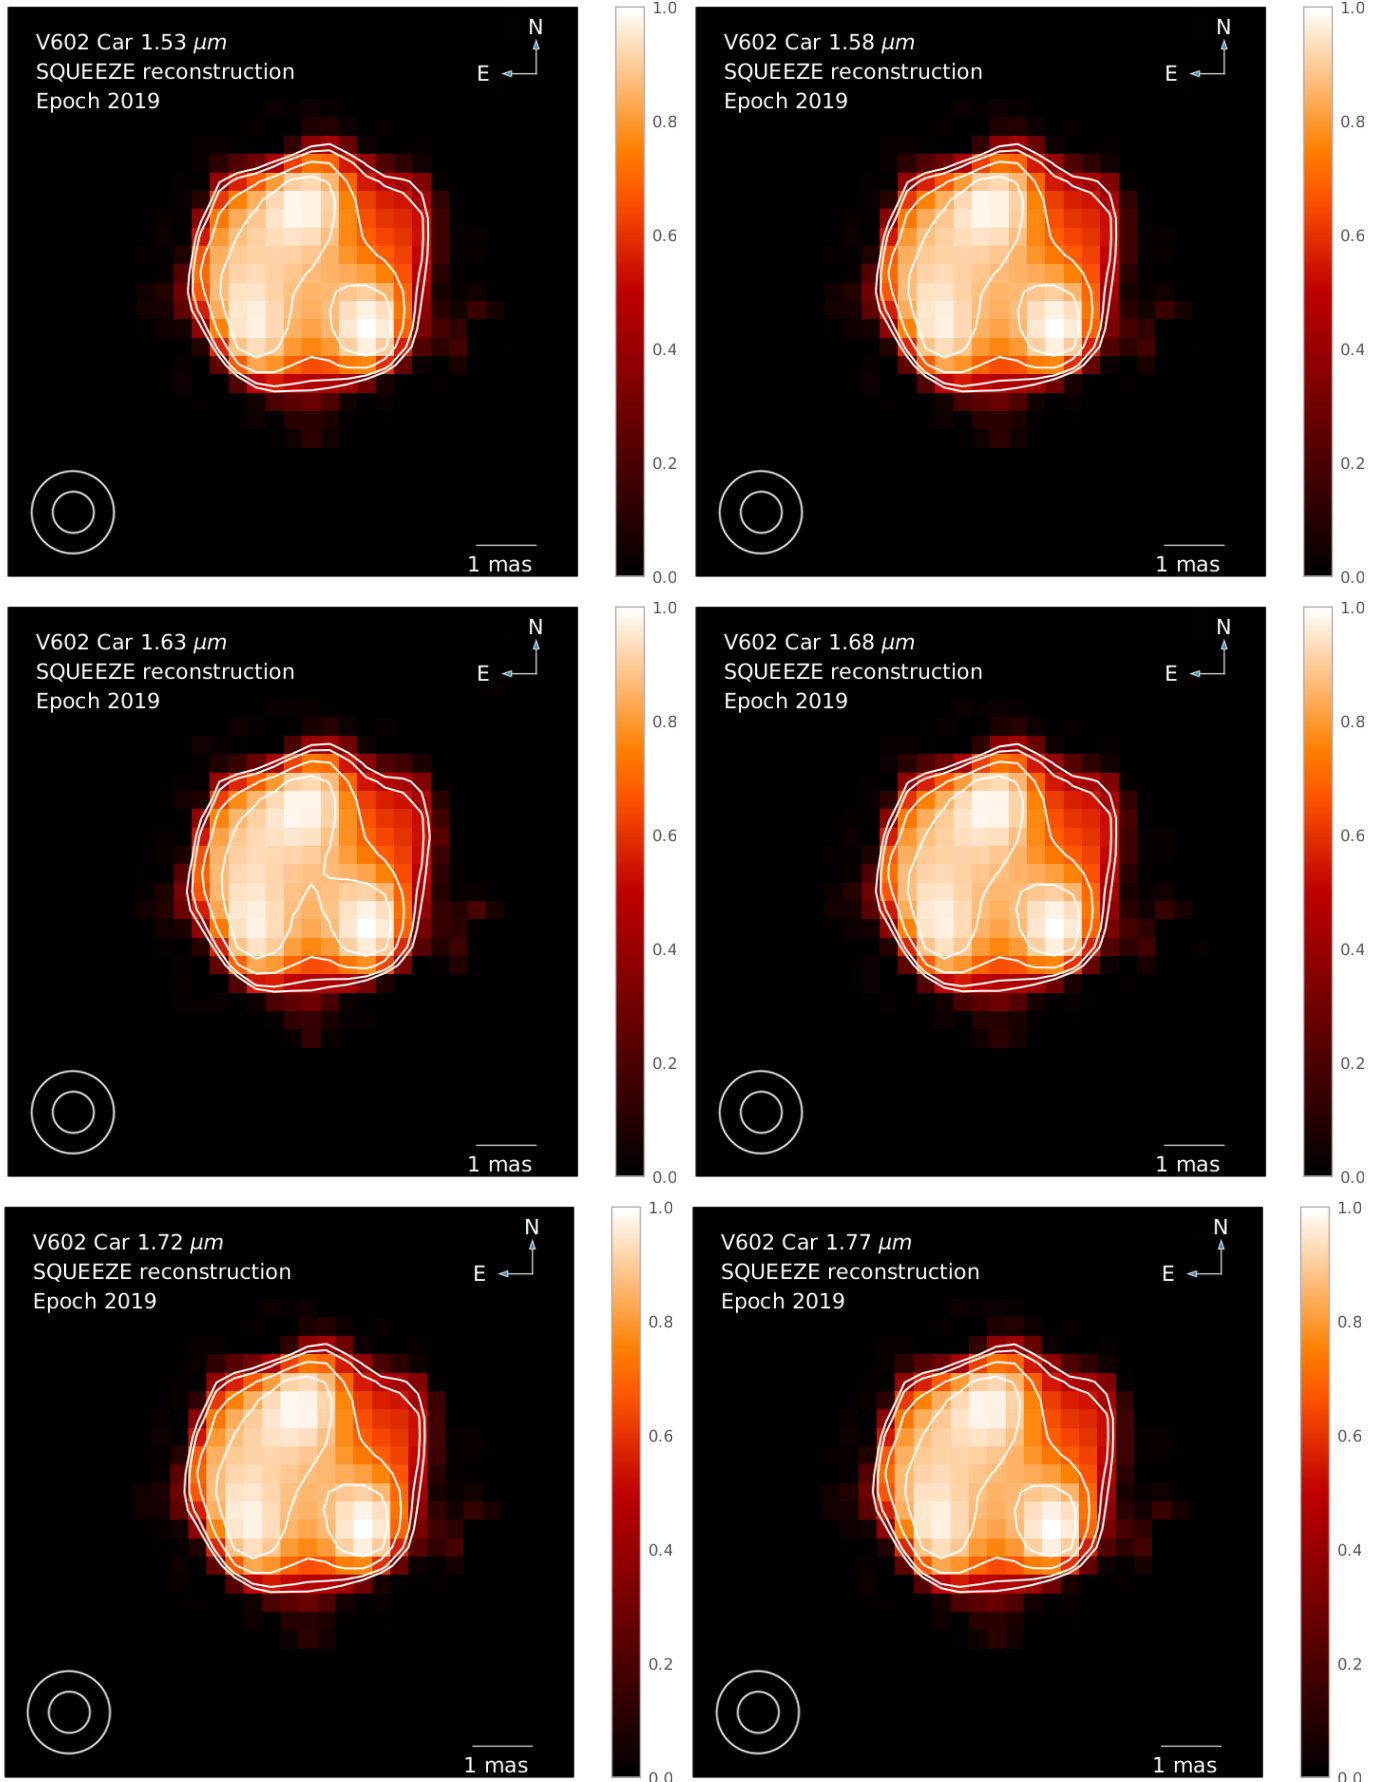 V602 Car 1.53 μm
SQUEEZE reconstruction
Epoch 2019
N
E
1 mas
1.0
0.8
0.6
0.4
0.2
0.0
V602 Car 1.58 μm
SQUEEZE reconstruction
Epoch 2019
N
E
1 mas
1.0
0.8
0.6
0.4
0.2
0.0
V602 Car 1.63 μm
SQUEEZE reconstruction
Epoch 2019
N
E
1 mas
1.0
0.8
0.6
0.4
0.2
0.0
V602 Car 1.68 μm
SQUEEZE reconstruction
Epoch 2019
N
E
1 mas
1.0
0.8
0.6
0.4
0.2
0.0
V602 Car 1.72 μm
SQUEEZE reconstruction
Epoch 2019
N
E
1 mas
1.0
0.8
0.6
0.4
0.2
0.0
V602 Car 1.77 μm
SQUEEZE reconstruction
Epoch 2019
N
E
1 mas
1.0
0.8
0.6
0.4
0.2
0.0